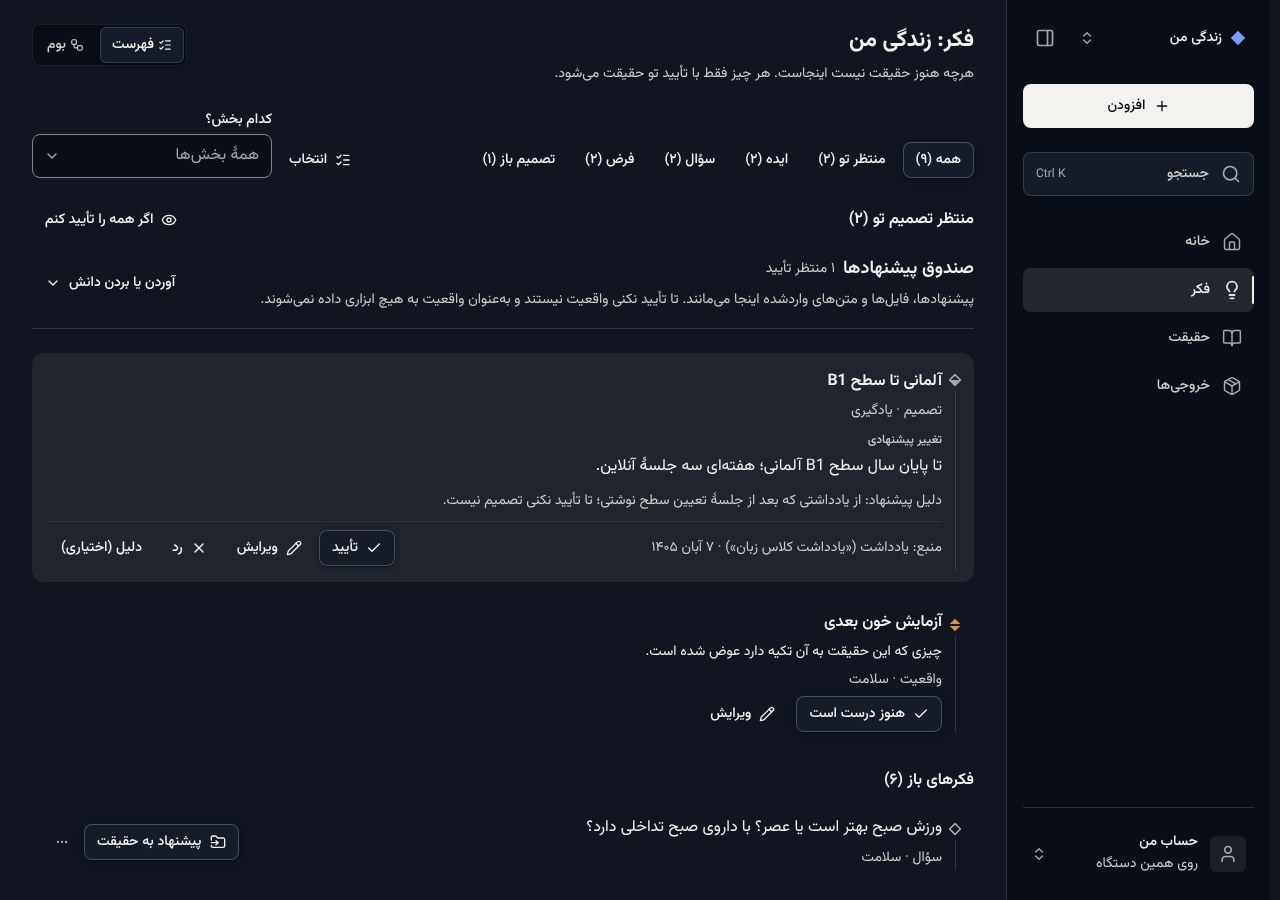 زندگی من
افزودن
جستجو
Ctrl K
خانه
فکر
حقیقت
خروجی‌ها
حساب من
روی همین دستگاه
فکر: زندگی من
هرچه هنوز حقیقت نیست اینجاست. هر چیز فقط با تأیید تو حقیقت می‌شود.
فهرست
بوم
همه (۹)
منتظر تو (۲)
ایده (۲)
سؤال (۲)
فرض (۲)
تصمیم باز (۱)
انتخاب
کدام بخش؟
همهٔ بخش‌ها
منتظر تصمیم تو (۲)
اگر همه را تأیید کنم
صندوق پیشنهادها ۱ منتظر تأیید
آوردن یا بردن دانش
پیشنهادها، فایل‌ها و متن‌های واردشده اینجا می‌مانند. تا تأیید نکنی واقعیت نیستند و به‌عنوان واقعیت به هیچ ابزاری داده نمی‌شوند.
آلمانی تا سطح B1
تصمیم · یادگیری
تغییر پیشنهادی
تا پایان سال سطح B1 آلمانی؛ هفته‌ای سه جلسهٔ آنلاین.
دلیل پیشنهاد: از یادداشتی که بعد از جلسهٔ تعیین سطح نوشتی؛ تا تأیید نکنی تصمیم نیست.
منبع: یادداشت («یادداشت کلاس زبان») · ۷ آبان ۱۴۰۵
تأیید
ویرایش
رد
دلیل (اختیاری)
آزمایش خون بعدی
چیزی که این حقیقت به آن تکیه دارد عوض شده است.
واقعیت · سلامت
هنوز درست است
ویرایش
فکرهای باز (۶)
ورزش صبح بهتر است یا عصر؟ با داروی صبح تداخلی دارد؟
سؤال · سلامت
پیشنهاد به حقیقت